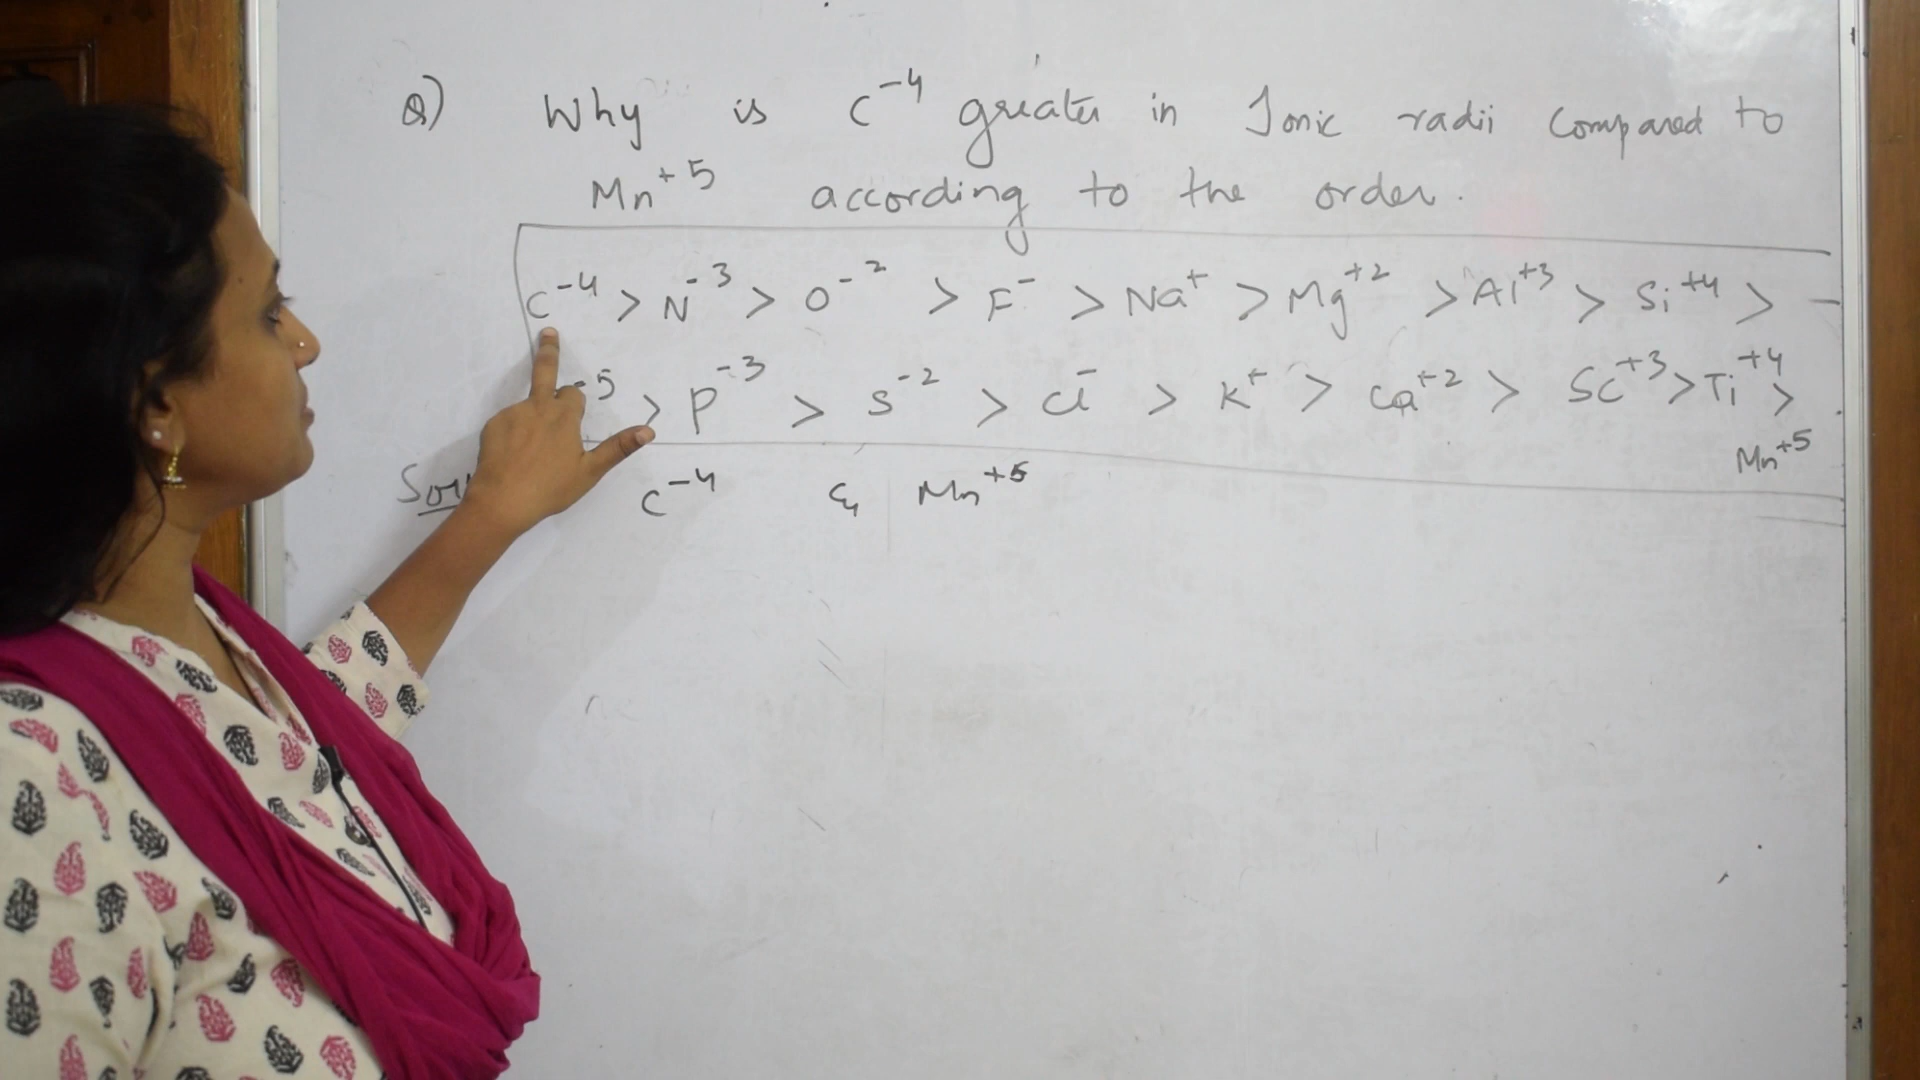 Q) Why is C⁻⁴ greater in Ionic radii compared to
Mn⁺⁵ according to the order.
C⁻⁴ > N⁻³ > O⁻² > F⁻ > Na⁺ > Mg⁺² > Al⁺³ > Si⁺⁴ > -
⁻⁵ > P⁻³ > S⁻² > Cl⁻ > K⁺ > Ca⁺² > Sc⁺³ > Ti⁺⁴ >
Mn⁺⁵
C⁻⁴ & Mn⁺⁵